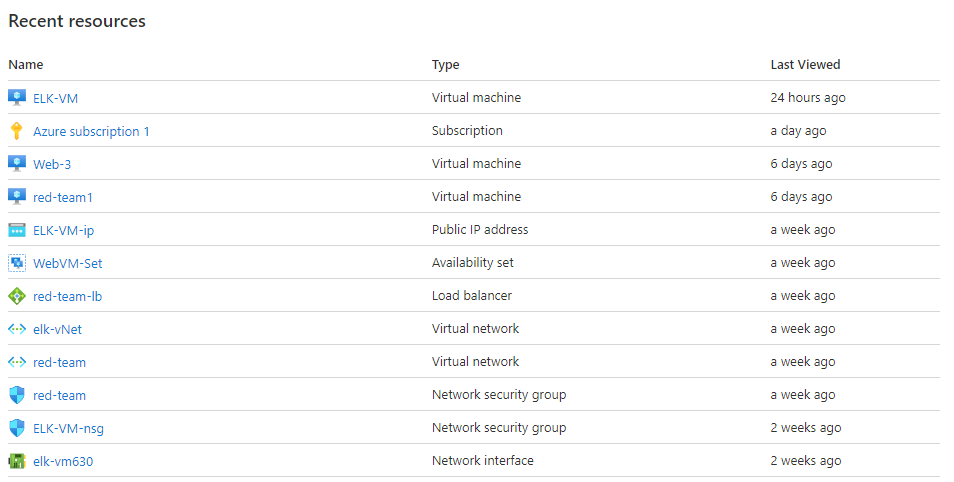 Recent resources
Name Type Last Viewed
ELK-VM Virtual machine 24 hours ago
Azure subscription 1 Subscription a day ago
Web-3 Virtual machine 6 days ago
red-team1 Virtual machine 6 days ago
ELK-VM-ip Public IP address a week ago
WebVM-Set Availability set a week ago
red-team-lb Load balancer a week ago
elk-vNet Virtual network a week ago
red-team Virtual network a week ago
red-team Network security group a week ago
ELK-VM-nsg Network security group 2 weeks ago
elk-vm630 Network interface 2 weeks ago